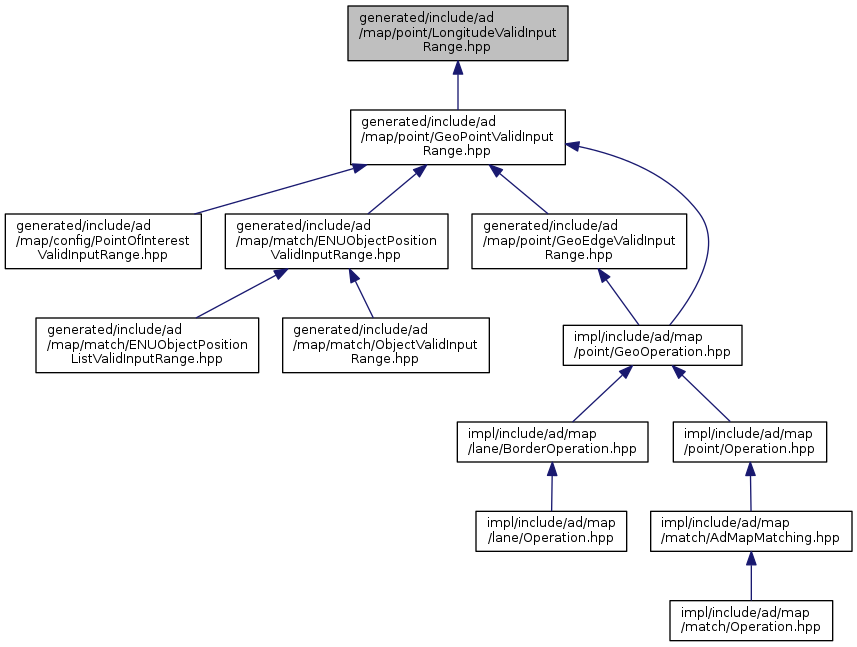 generated/include/ad
/map/point/LongitudeValidInput
Range.hpp
generated/include/ad
/map/point/GeoPointValidInput
Range.hpp
generated/include/ad
/map/config/PointOfInterest
ValidInputRange.hpp
generated/include/ad
/map/match/ENUObjectPosition
ValidInputRange.hpp
generated/include/ad
/map/point/GeoEdgeValidInput
Range.hpp
generated/include/ad
/map/match/ENUObjectPosition
ListValidInputRange.hpp
generated/include/ad
/map/match/ObjectValidInput
Range.hpp
impl/include/ad/map
/point/GeoOperation.hpp
impl/include/ad/map
/lane/BorderOperation.hpp
impl/include/ad/map
/point/Operation.hpp
impl/include/ad/map
/lane/Operation.hpp
impl/include/ad/map
/match/AdMapMatching.hpp
impl/include/ad/map
/match/Operation.hpp